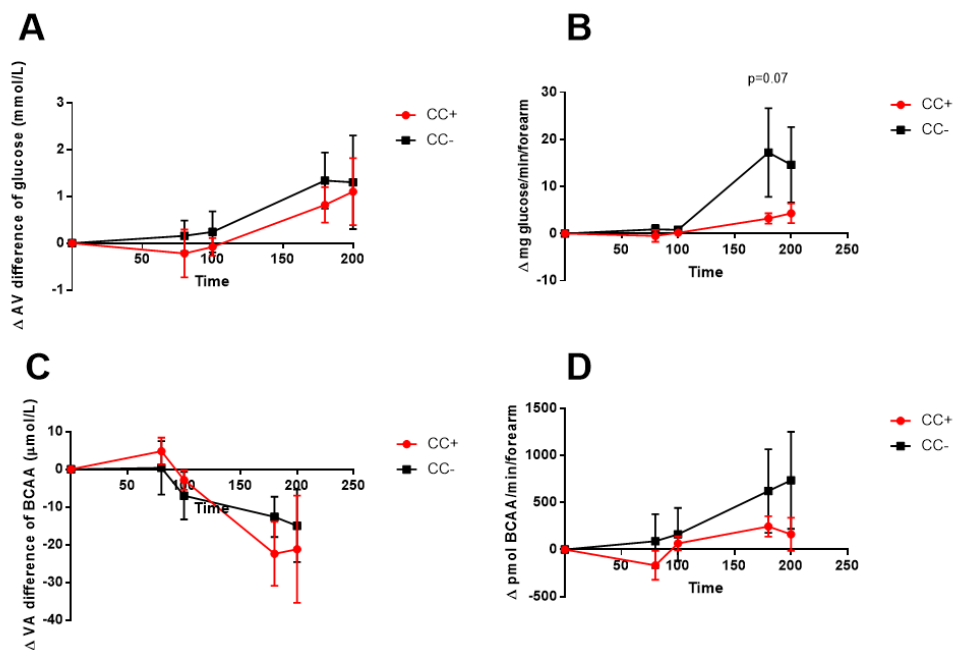 A
Δ AV difference of glucose (mmol/L)
3
2
1
0
-1
50
100
150
200
Time
CC+
CC-
B
p=0.07
Δ mg glucose/min/forearm
30
20
10
0
-10
50
100
150
200
250
Time
CC+
CC-
C
Δ VA difference of BCAA (μmol/L)
10
0
-10
-20
-30
-40
50
100
150
200
250
Time
CC+
CC-
D
Δ pmol BCAA/min/forearm
1500
1000
500
0
-500
50
100
150
200
250
Time
CC+
CC-